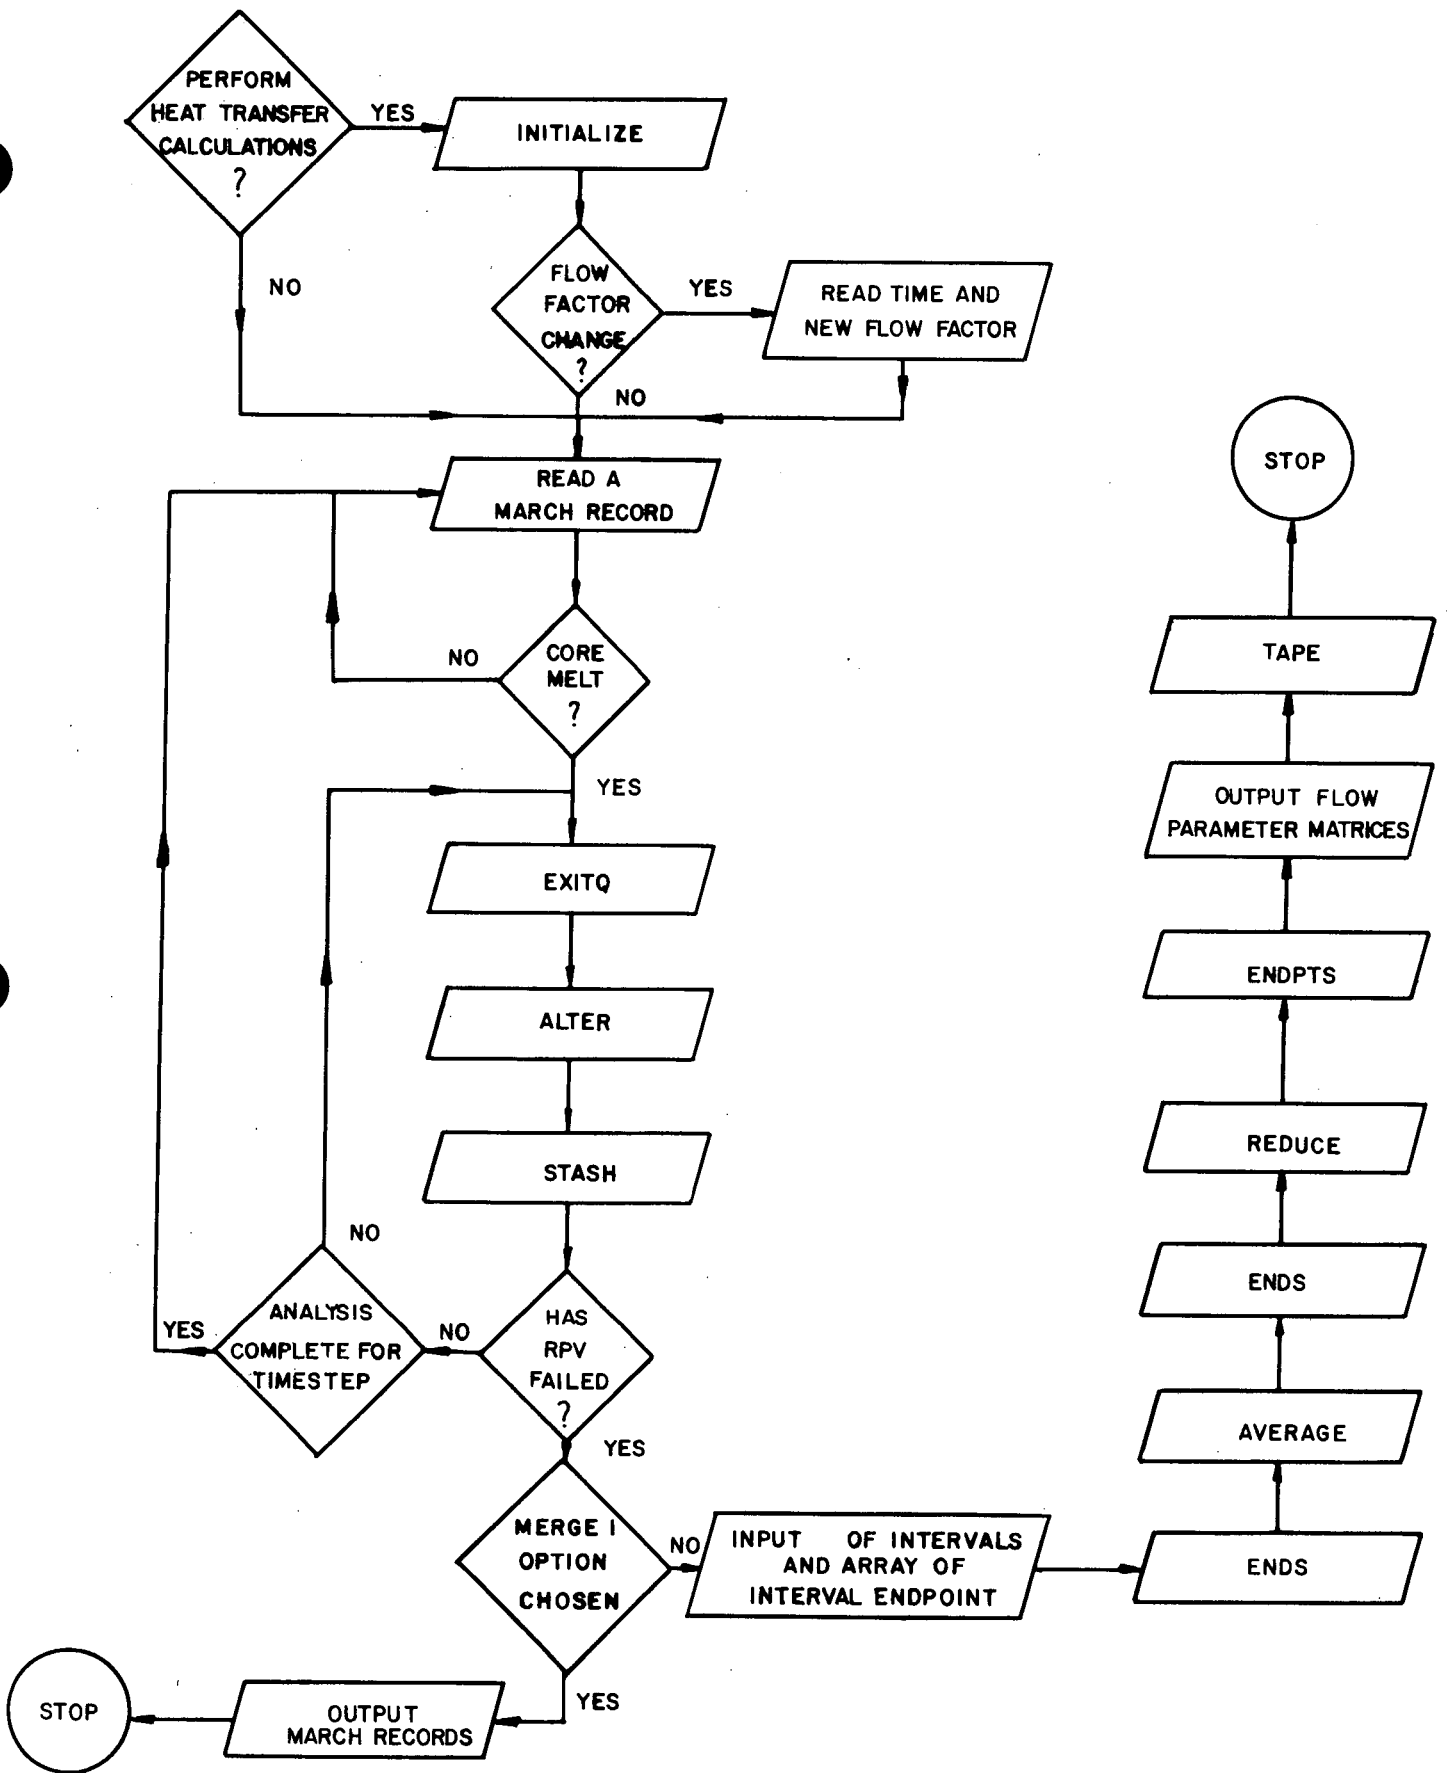 PERFORM
HEAT TRANSFER
CALCULATIONS
?
YES
INITIALIZE
NO
FLOW
FACTOR
CHANGE
?
YES
READ TIME AND
NEW FLOW FACTOR
NO
READ A
MARCH RECORD
CORE
MELT
?
NO
YES
EXITQ
ALTER
STASH
HAS
RPV
FAILED
?
NO
ANALYSIS
COMPLETE FOR
TIMESTEP
NO
YES
YES
MERGE I
OPTION
CHOSEN
NO
INPUT OF INTERVALS
AND ARRAY OF
INTERVAL ENDPOINT
YES
OUTPUT
MARCH RECORDS
STOP
ENDS
AVERAGE
ENDS
REDUCE
ENDPTS
OUTPUT FLOW
PARAMETER MATRICES
TAPE
STOP